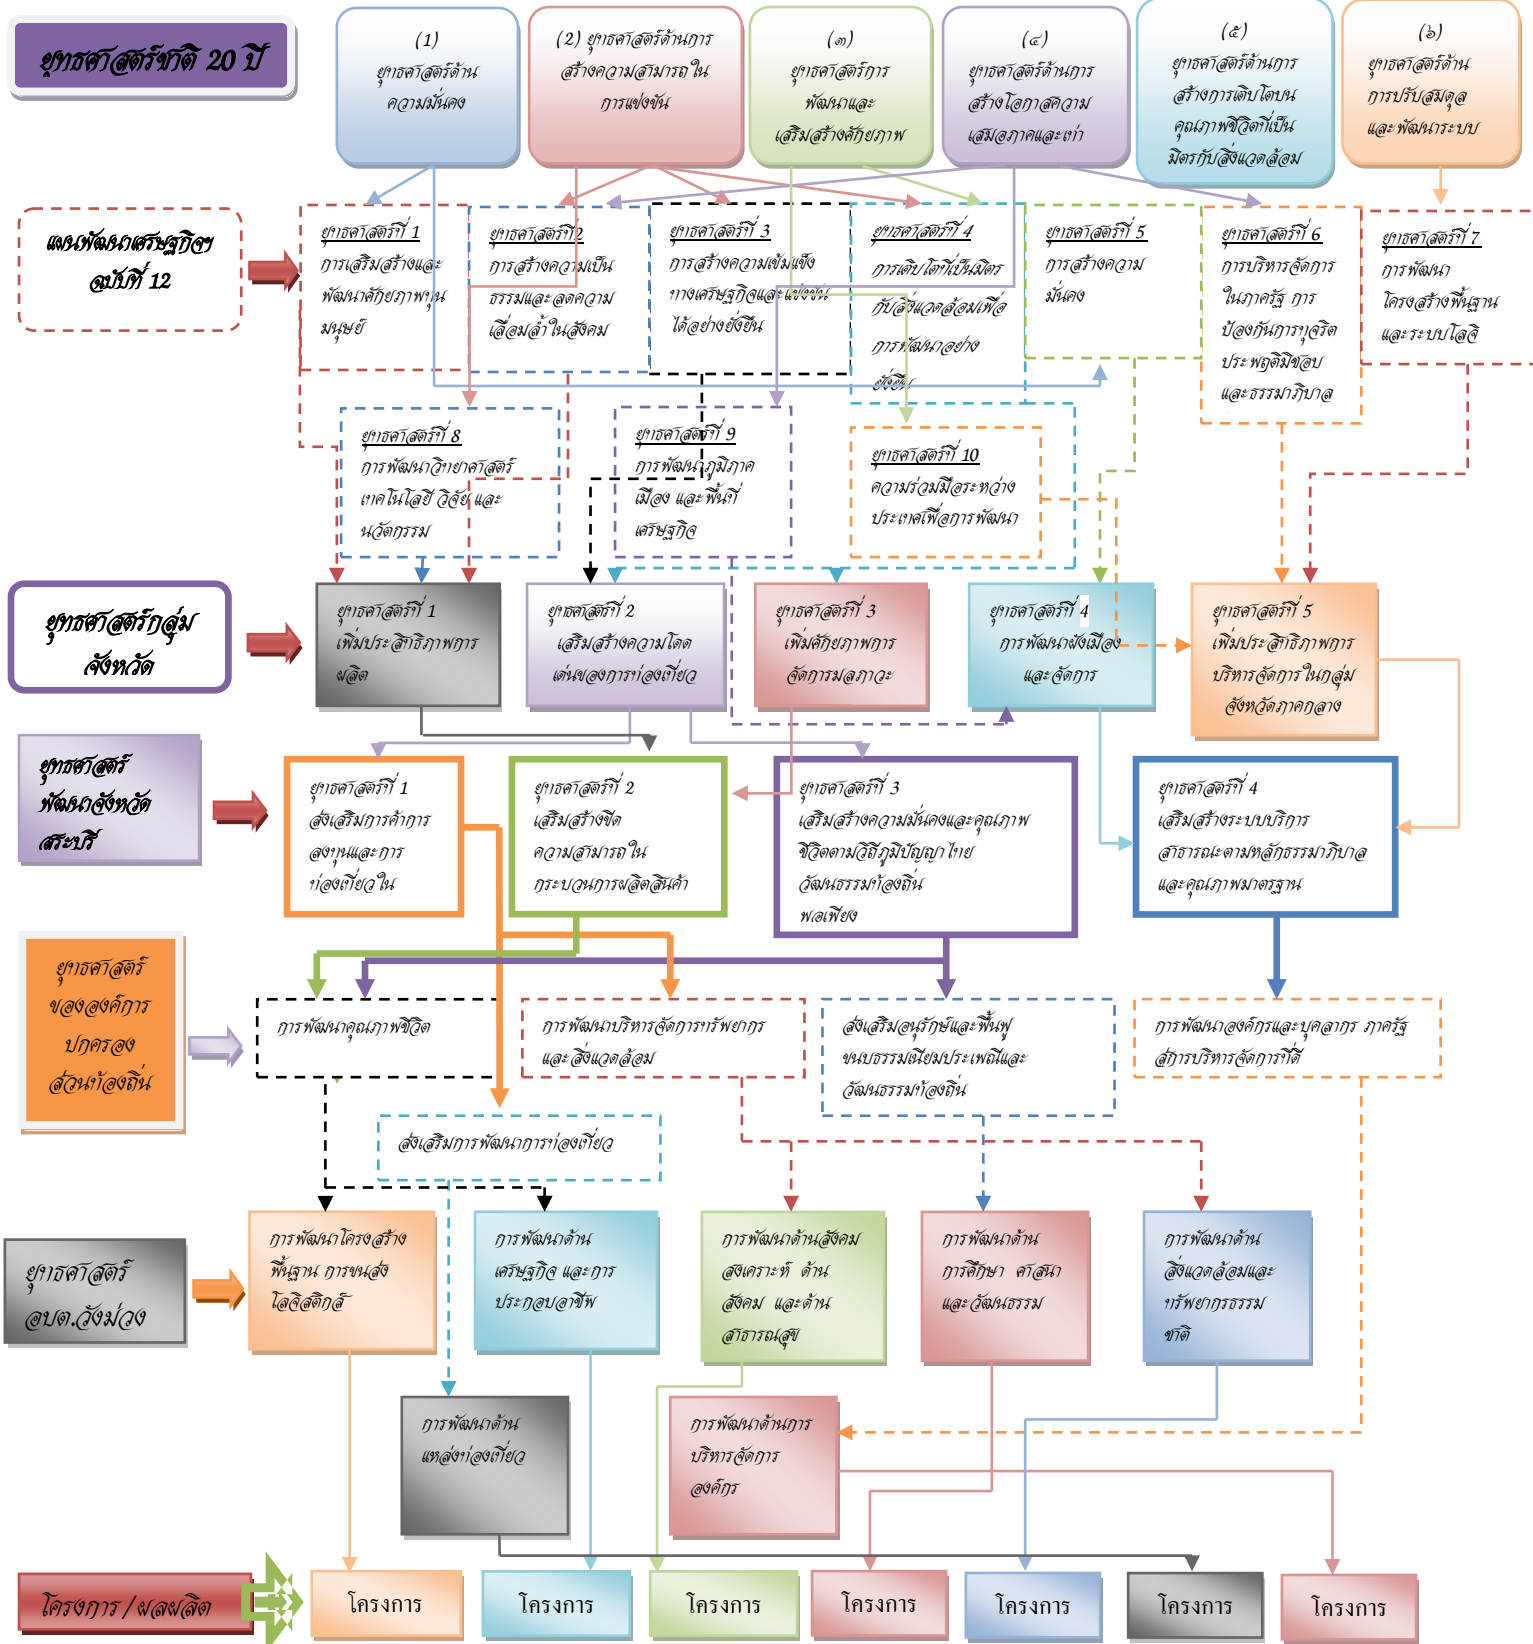 ยุทธศาสตร์ชาติ 20 ปี
(1)
ยุทธศาสตร์ด้าน
ความมั่นคง
(2) ยุทธศาสตร์ด้านการ
สร้างความสามารถใน
การแข่งขัน
(๓)
ยุทธศาสตร์การ
พัฒนาและ
เสริมสร้างศักยภาพ
(๔)
ยุทธศาสตร์ด้านการ
สร้างโอกาสความ
เสมอภาคและเท่า
(๕)
ยุทธศาสตร์ด้านการ
สร้างการเติบโตบน
คุณภาพชีวิตที่เป็น
มิตรกับสิ่งแวดล้อม
(๖)
ยุทธศาสตร์ด้าน
การปรับสมดุล
และพัฒนาระบบ
แผนพัฒนาเศรษฐกิจฯ
ฉบับที่ 12
ยุทธศาสตร์ที่ 1
การเสริมสร้างและ
พัฒนาศักยภาพทุน
มนุษย์
ยุทธศาสตร์ที่ 2
การสร้างความเป็น
ธรรมและลดความ
เลื่อมล้ำในสังคม
ยุทธศาสตร์ที่ 3
การสร้างความเข้มแข็ง
ทางเศรษฐกิจและแข่งขัน
ได้อย่างยั่งยืน
ยุทธศาสตร์ที่ 4
การเติบโตที่เป็นมิตร
กับสิ่งแวดล้อมเพื่อ
การพัฒนาอย่าง
ยั่งยืน
ยุทธศาสตร์ที่ 5
การสร้างความ
มั่นคง
ยุทธศาสตร์ที่ 6
การบริหารจัดการ
ในภาครัฐ การ
ป้องกันการทุจริต
ประพฤติมิชอบ
และธรรมาภิบาล
ยุทธศาสตร์ที่ 7
การพัฒนา
โครงสร้างพื้นฐาน
และระบบโลจิ
ยุทธศาสตร์ที่ 8
การพัฒนาวิทยาศาสตร์
เทคโนโลยี วิจัย และ
นวัตกรรม
ยุทธศาสตร์ที่ 9
การพัฒนาภูมิภาค
เมือง และพื้นที่
เศรษฐกิจ
ยุทธศาสตร์ที่ 10
ความร่วมมือระหว่าง
ประเทศเพื่อการพัฒนา
ยุทธศาสตร์กลุ่ม
จังหวัด
ยุทธศาสตร์ที่ 1
เพิ่มประสิทธิภาพการ
ผลิต
ยุทธศาสตร์ที่ 2
เสริมสร้างความโดด
เด่นของการท่องเที่ยว
ยุทธศาสตร์ที่ 3
เพิ่มศักยภาพการ
จัดการมลภาวะ
ยุทธศาสตร์ที่ 4
การพัฒนาผังเมือง
และจัดการ
ยุทธศาสตร์ที่ 5
เพิ่มประสิทธิภาพการ
บริหารจัดการในกลุ่ม
จังหวัดภาคกลาง
ยุทธศาสตร์
พัฒนาจังหวัด
สระบุรี
ยุทธศาสตร์ที่ 1
ส่งเสริมการค้าการ
ลงทุนและการ
ท่องเที่ยวใน
ยุทธศาสตร์ที่ 2
เสริมสร้างขีด
ความสามารถใน
กระบวนการผลิตสินค้า
ยุทธศาสตร์ที่ 3
เสริมสร้างความมั่นคงและคุณภาพ
ชีวิตตามวิถีภูมิปัญญาไทย
วัฒนธรรมท้องถิ่น
พอเพียง
ยุทธศาสตร์ที่ 4
เสริมสร้างระบบบริการ
สาธารณะตามหลักธรรมาภิบาล
และคุณภาพมาตรฐาน
ยุทธศาสตร์
ขององค์การ
ปกครอง
ส่วนท้องถิ่น
การพัฒนาคุณภาพชีวิต
การพัฒนาบริหารจัดการทรัพยากร
และสิ่งแวดล้อม
ส่งเสริมอนุรักษ์และฟื้นฟู
ขนบธรรมเนียมประเพณีและ
วัฒนธรรมท้องถิ่น
การพัฒนาองค์กรและบุคลากร ภาครัฐ
สู่การบริหารจัดการที่ดี
ส่งเสริมการพัฒนาการท่องเที่ยว
ยุทธศาสตร์
อบต.วังม่วง
การพัฒนาโครงสร้าง
พื้นฐาน การขนส่ง
โลจิสติกส์
การพัฒนาด้าน
เศรษฐกิจ และการ
ประกอบอาชีพ
การพัฒนาด้านสังคม
สงเคราะห์ ด้าน
สังคม และด้าน
สาธารณสุข
การพัฒนาด้าน
การศึกษา ศาสนา
และวัฒนธรรม
การพัฒนาด้าน
สิ่งแวดล้อมและ
ทรัพยากรธรรม
ชาติ
การพัฒนาด้าน
แหล่งท่องเที่ยว
การพัฒนาด้านการ
บริหารจัดการ
องค์กร
โครงการ/ผลผลิต
โครงการ
โครงการ
โครงการ
โครงการ
โครงการ
โครงการ
โครงการ